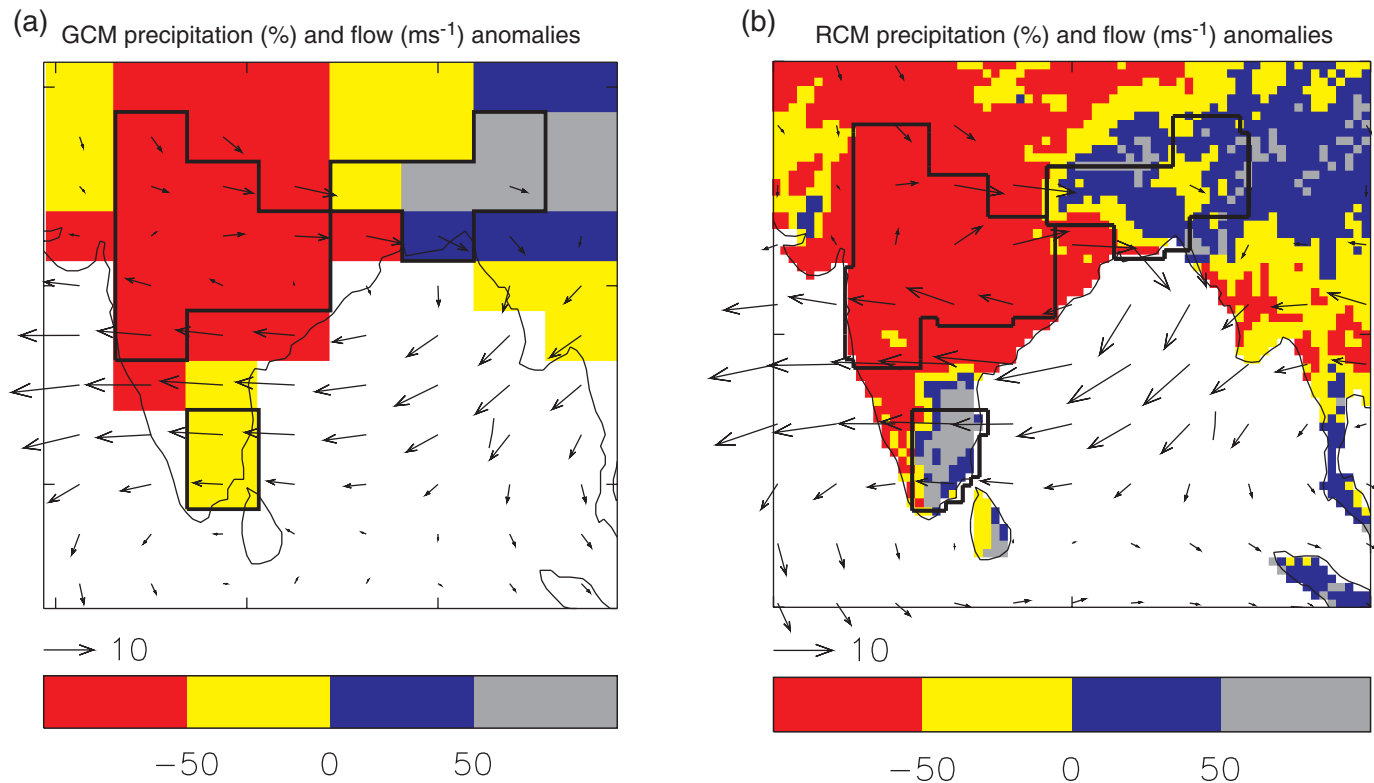 (a)
GCM precipitation (%) and flow (ms⁻¹) anomalies
10
−50 0 50
(b)
RCM precipitation (%) and flow (ms⁻¹) anomalies
10
−50 0 50